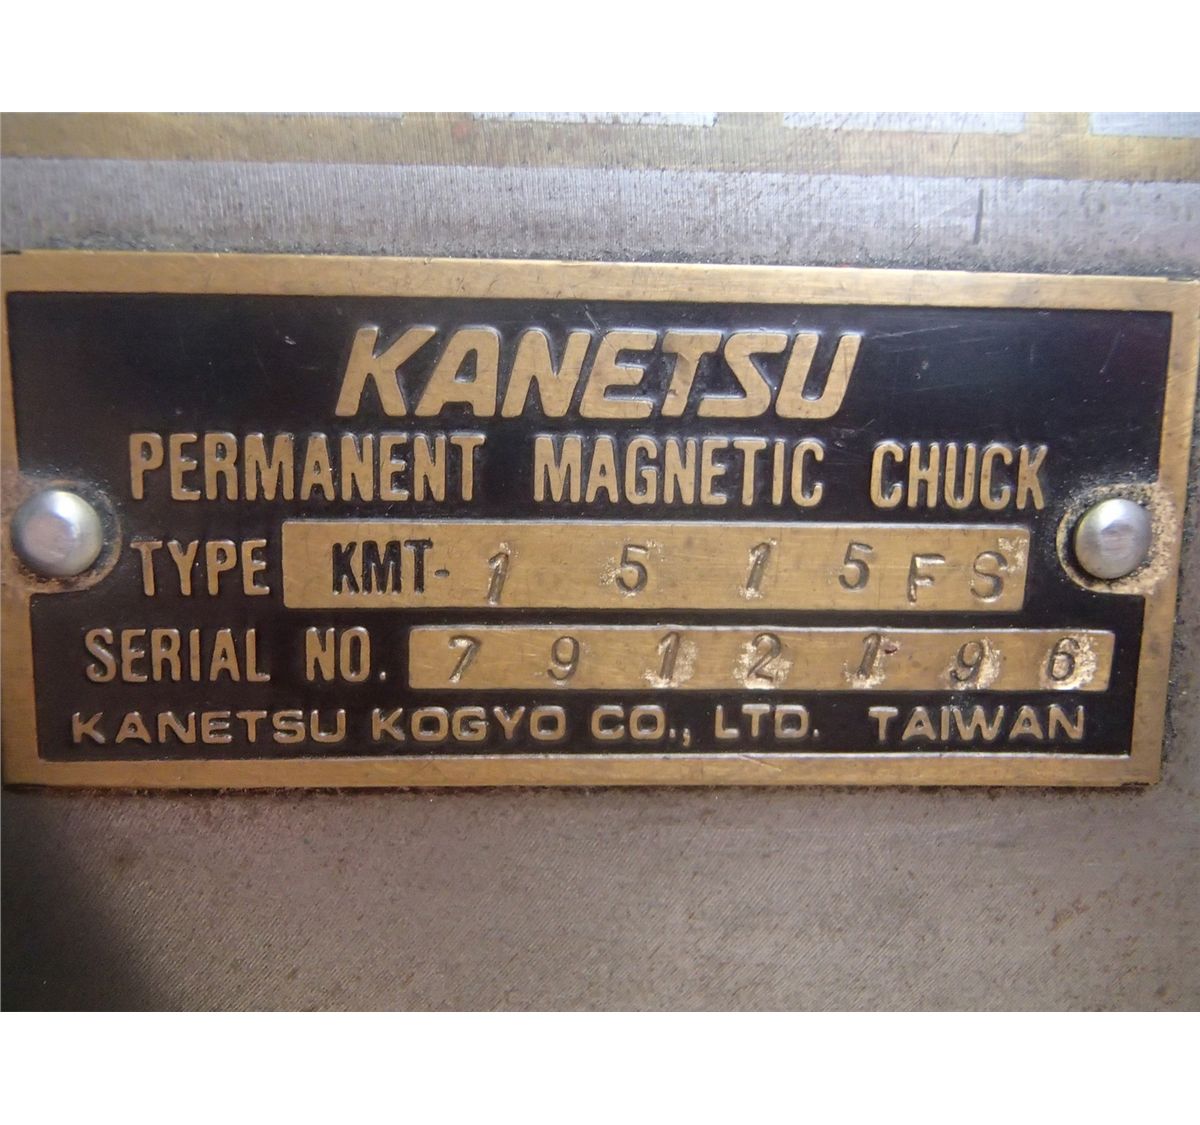 KANETSU
PERMANENT MAGNETIC CHUCK
TYPE KMT-1515FS
SERIAL NO. 7912196
KANETSU KOGYO CO., LTD. TAIWAN